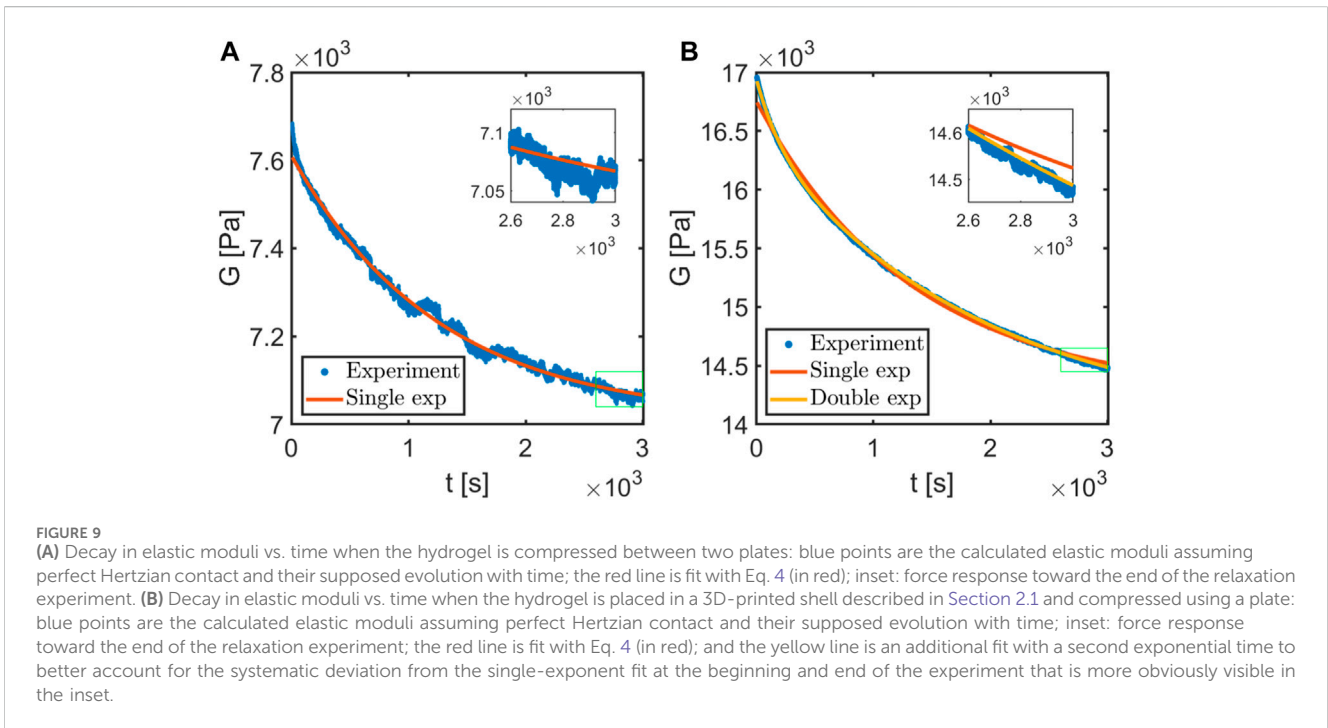 A
×10³
7.8
7.6
7.4
7.2
7
G [Pa]
0
1
2
3
t [s]
×10³
×10³
7.1
7.05
2.6
2.8
3
×10³
Experiment
Single exp
B
×10³
17
16.5
16
15.5
15
14.5
14
G [Pa]
0
1
2
3
t [s]
×10³
×10³
14.6
14.5
2.6
2.8
3
×10³
Experiment
Single exp
Double exp
FIGURE 9
(A) Decay in elastic moduli vs. time when the hydrogel is compressed between two plates: blue points are the calculated elastic moduli assuming
perfect Hertzian contact and their supposed evolution with time; the red line is fit with Eq. 4 (in red); inset: force response toward the end of the relaxation
experiment. (B) Decay in elastic moduli vs. time when the hydrogel is placed in a 3D-printed shell described in Section 2.1 and compressed using a plate:
blue points are the calculated elastic moduli assuming perfect Hertzian contact and their supposed evolution with time; inset: force response
toward the end of the relaxation experiment; the red line is fit with Eq. 4 (in red); and the yellow line is an additional fit with a second exponential time to
better account for the systematic deviation from the single-exponent fit at the beginning and end of the experiment that is more obviously visible in
the inset.